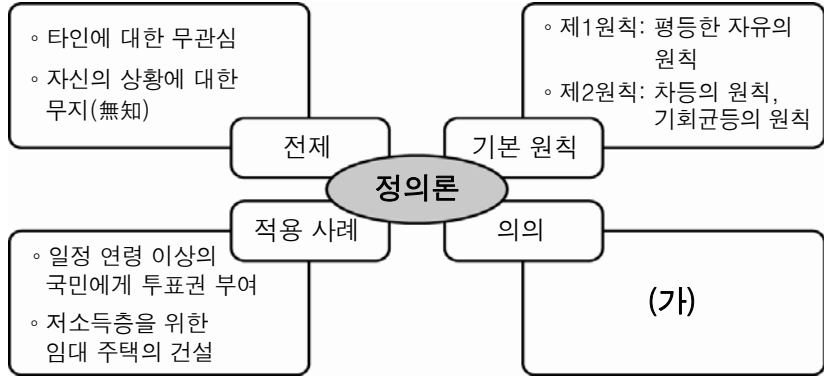 ◦ 타인에 대한 무관심
◦ 자신의 상황에 대한
무지(無知)
전제
◦ 제1원칙: 평등한 자유의
원칙
◦ 제2원칙: 차등의 원칙,
기회균등의 원칙
기본 원칙
정의론
적용 사례
◦ 일정 연령 이상의
국민에게 투표권 부여
◦ 저소득층을 위한
임대 주택의 건설
의의
(가)